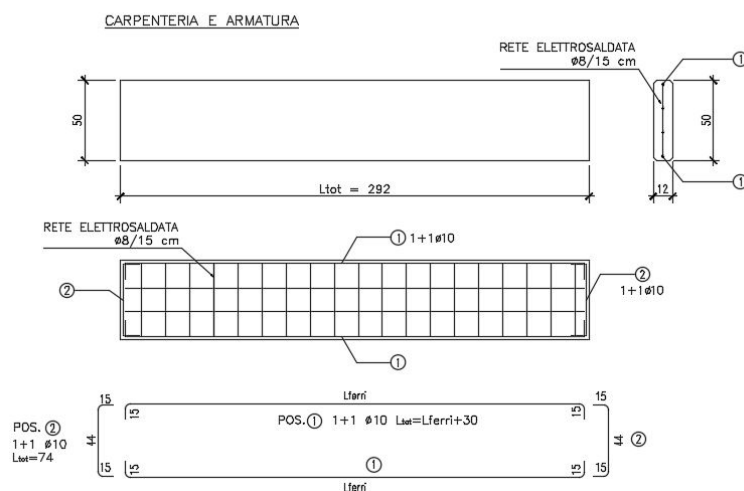 CARPENTERIA E ARMATURA
RETE ELETTROSALDATA
ø8/15 cm
1
50
50
1
Ltot = 292
12
RETE ELETTROSALDATA
ø8/15 cm
1 1+1ø10
2
2
1+1ø10
1
15
Lferri
15
15
15
POS. 1 1+1 ø10 Ltot=Lferri+30
POS. 2
1+1 ø10
Ltot=74
44
44 2
15
15
1
15
15
Lferri